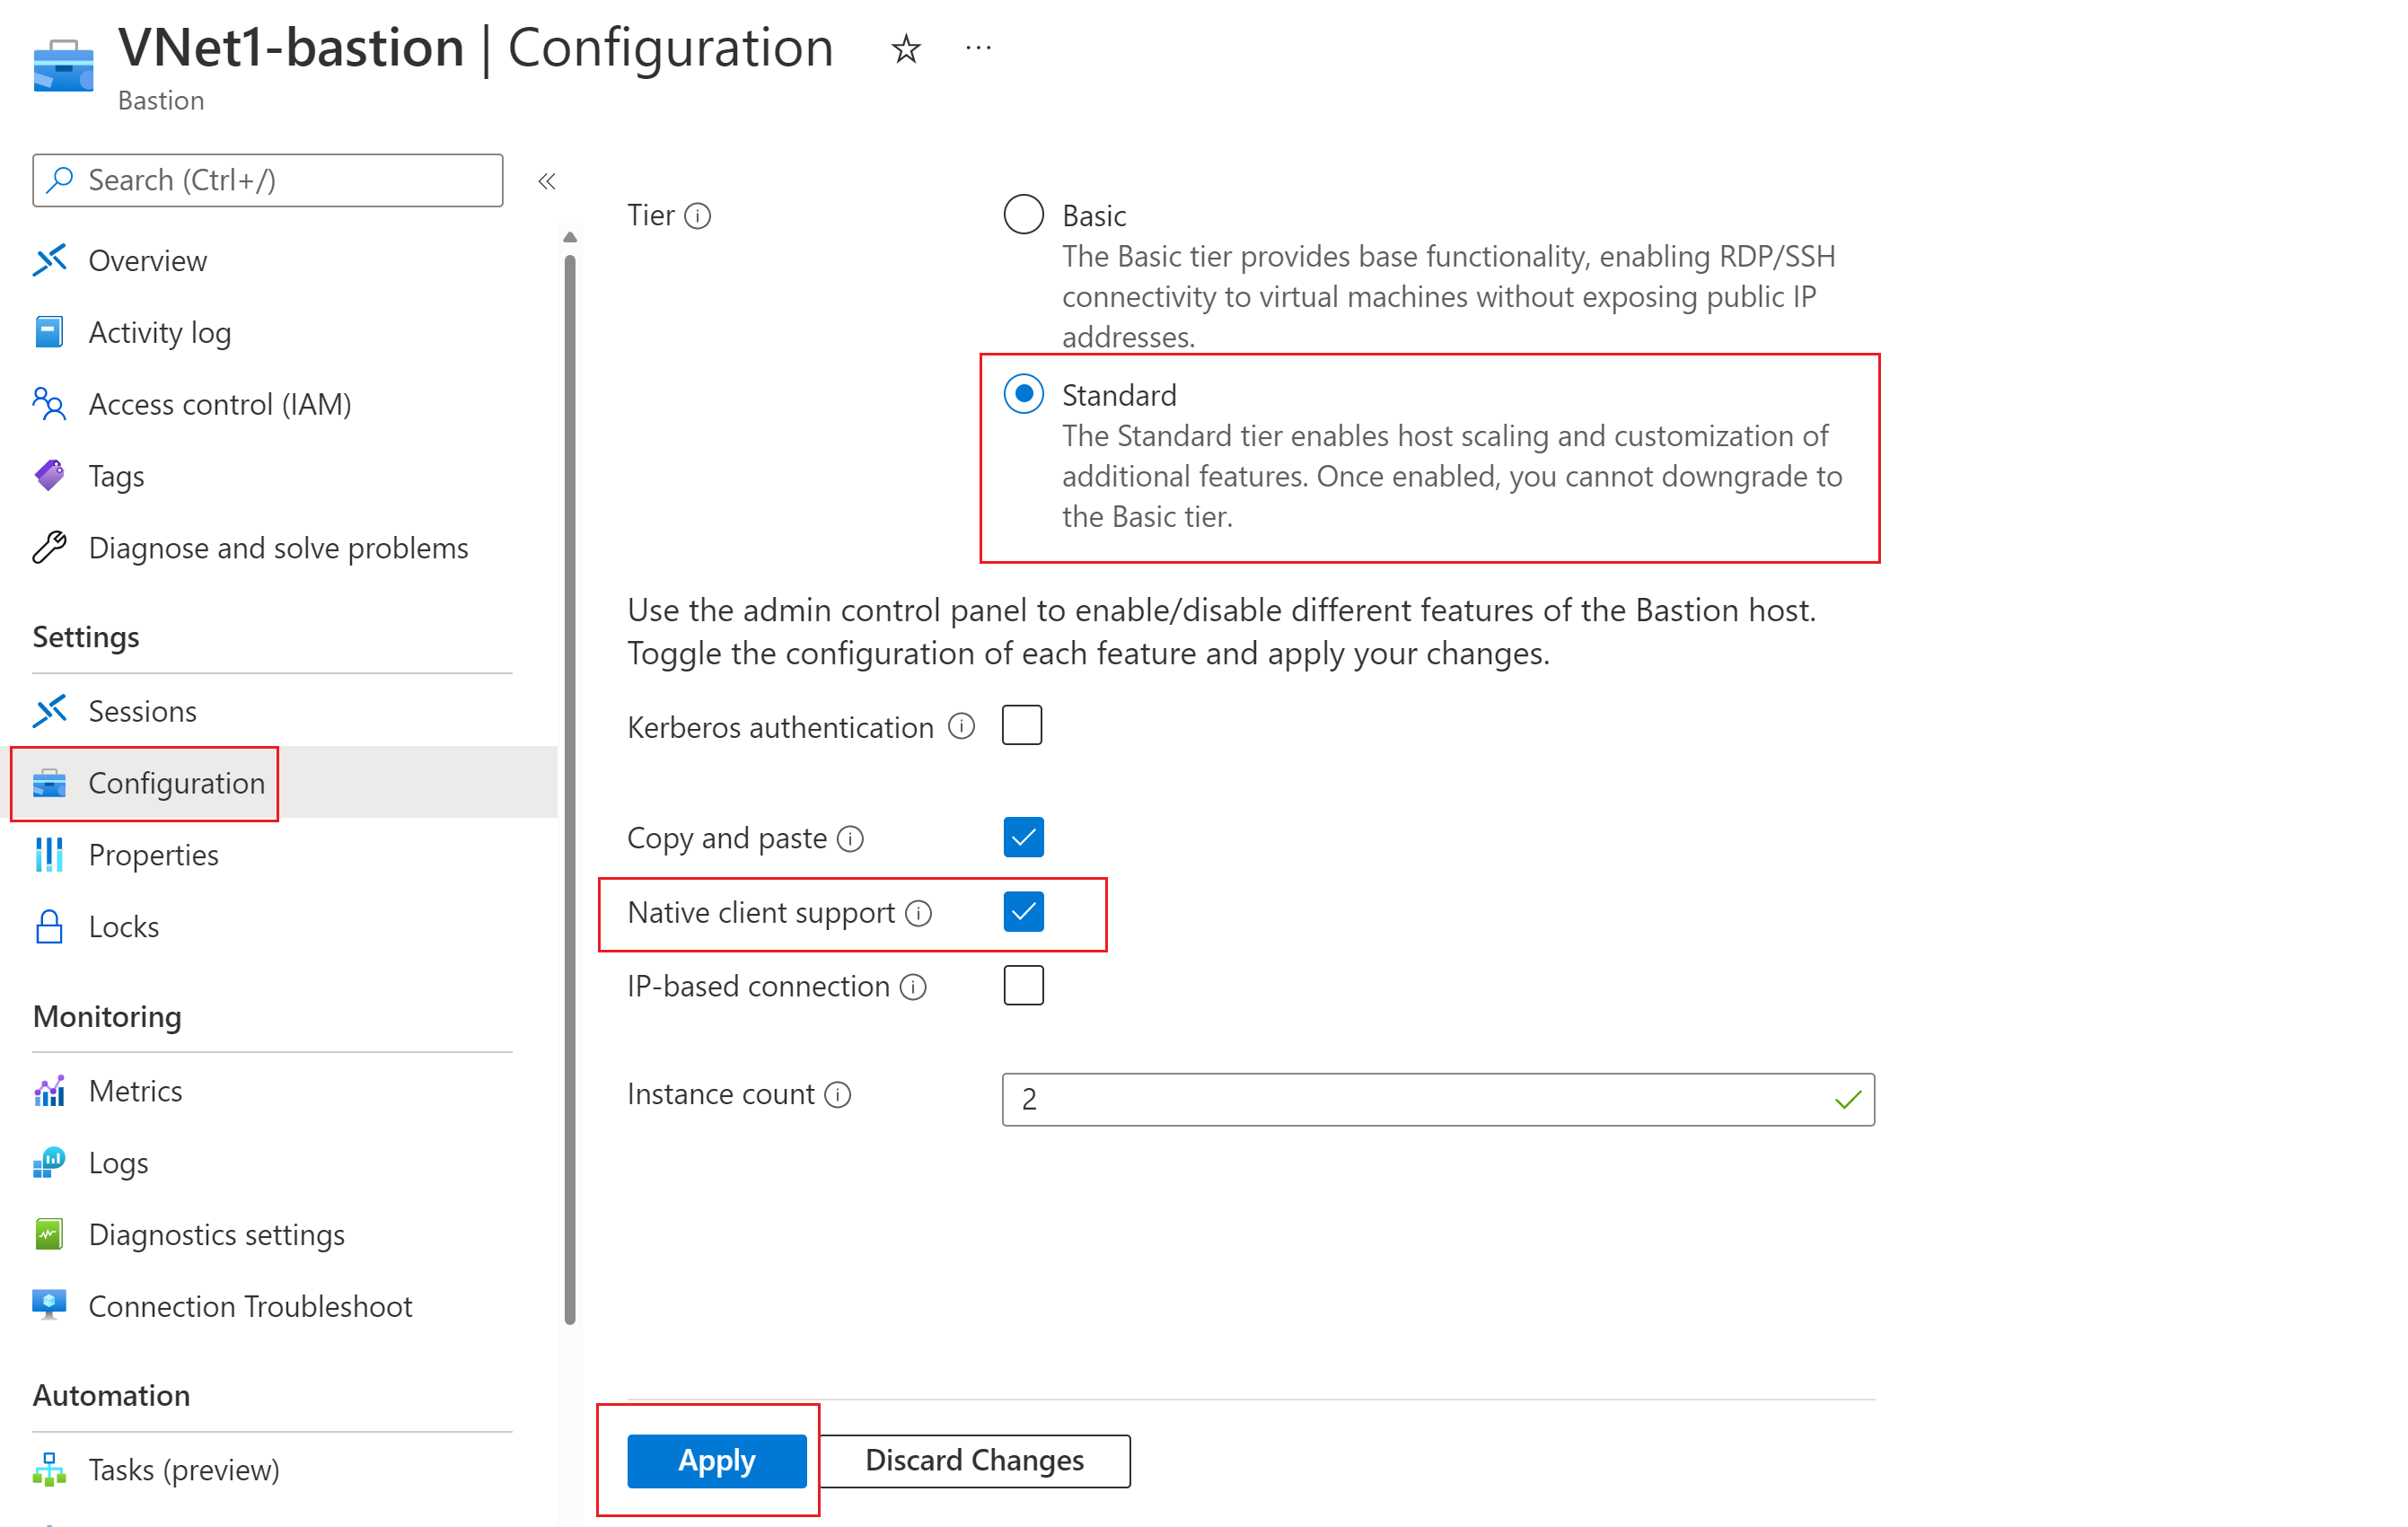 VNet1-bastion | Configuration
Bastion
Search (Ctrl+/)
Overview
Activity log
Access control (IAM)
Tags
Diagnose and solve problems
Settings
Sessions
Configuration
Properties
Locks
Monitoring
Metrics
Logs
Diagnostics settings
Connection Troubleshoot
Automation
Tasks (preview)
Tier
Basic
The Basic tier provides base functionality, enabling RDP/SSH
connectivity to virtual machines without exposing public IP
addresses.
Standard
The Standard tier enables host scaling and customization of
additional features. Once enabled, you cannot downgrade to
the Basic tier.
Use the admin control panel to enable/disable different features of the Bastion host.
Toggle the configuration of each feature and apply your changes.
Kerberos authentication
Copy and paste
Native client support
IP-based connection
Instance count
2
Apply
Discard Changes